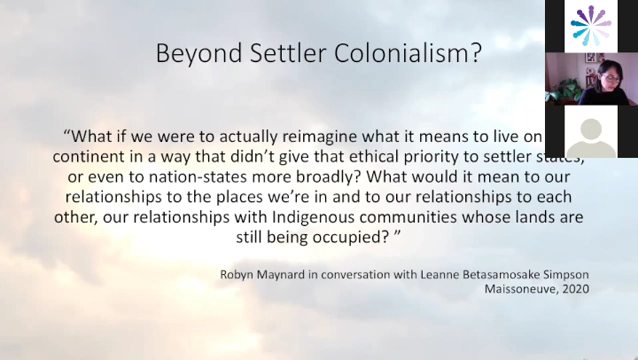 Beyond Settler Colonialism?
“What if we were to actually reimagine what it means to live on
continent in a way that didn’t give that ethical priority to settler states,
or even to nation-states more broadly? What would it mean to our
relationships to the places we’re in and to our relationships to each
other, our relationships with Indigenous communities whose lands are
still being occupied? ”
Robyn Maynard in conversation with Leanne Betasamosake Simpson
Maissoneuve, 2020